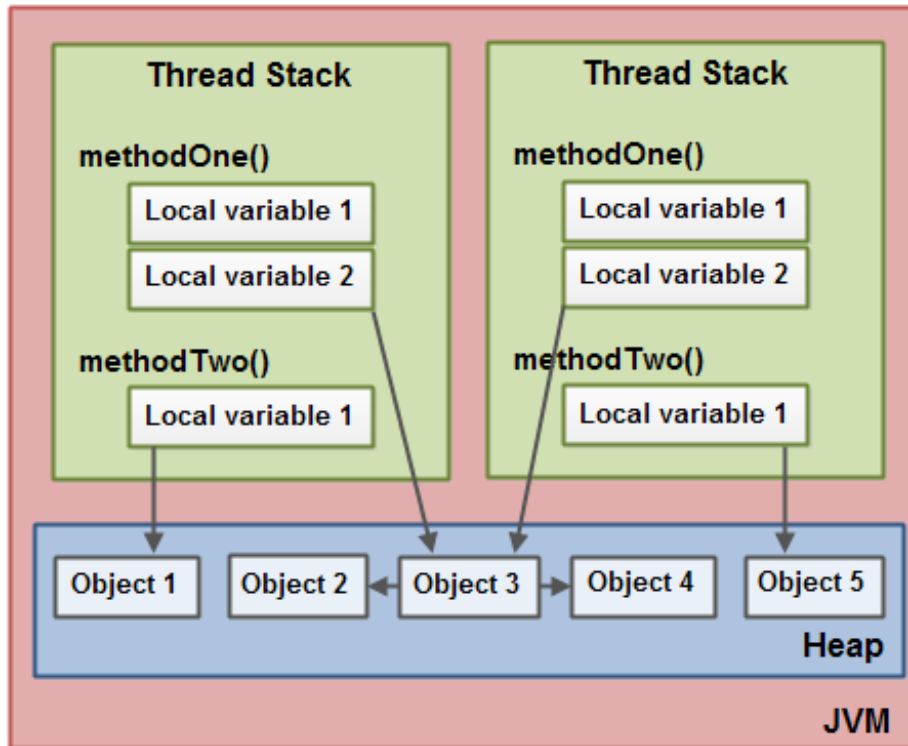 Thread Stack
methodOne()
Local variable 1
Local variable 2
methodTwo()
Local variable 1
Thread Stack
methodOne()
Local variable 1
Local variable 2
methodTwo()
Local variable 1
Object 1
Object 2
Object 3
Object 4
Object 5
Heap
JVM